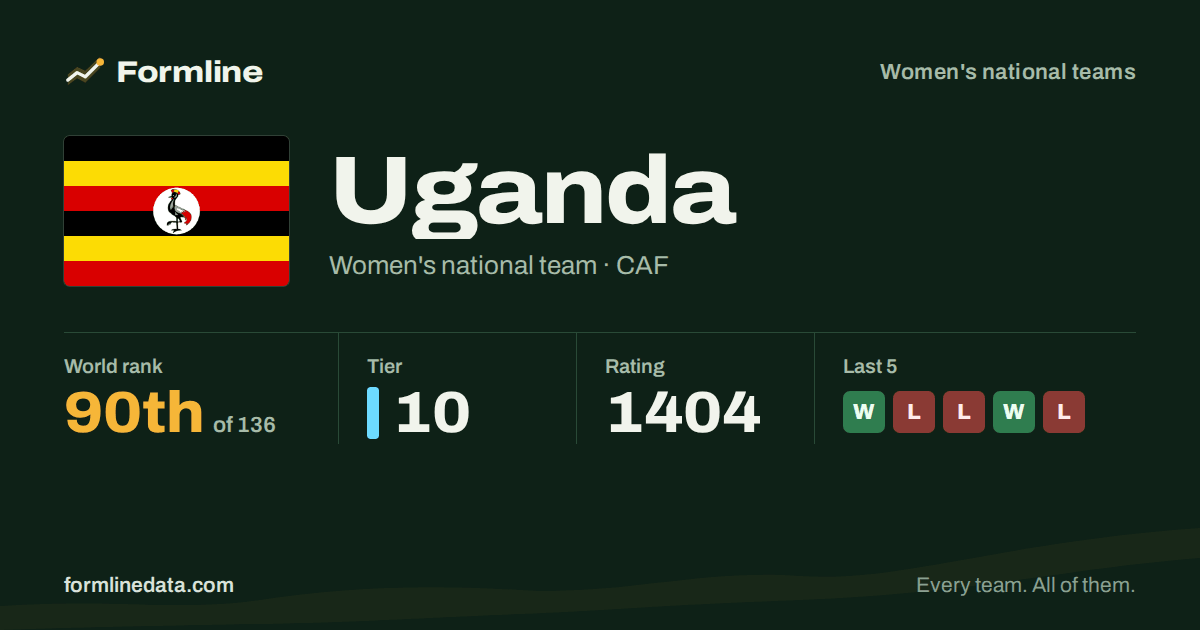 Formline
Women's national teams
Uganda
Women's national team · CAF
World rank
90th of 136
Tier
10
Rating
1404
Last 5
W L L W L
formlinedata.com
Every team. All of them.